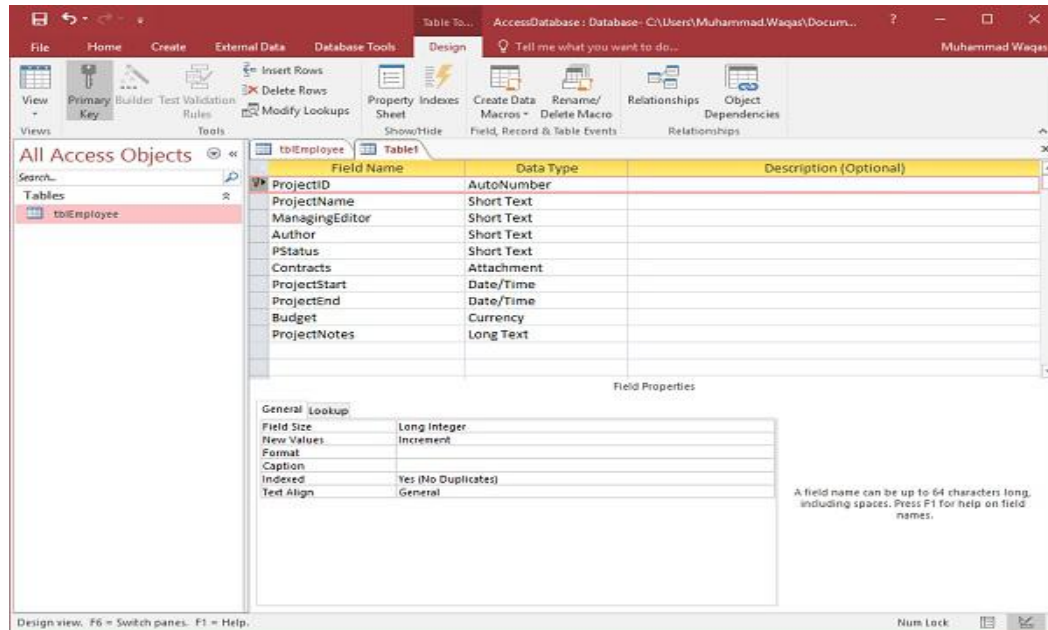 Table To... AccessDatabase : Database- C:\Users\Muhammad.Waqas\Docum... ?
File Home Create External Data Database Tools Design Tell me what you want to do... Muhammad Waqas
View Primary Key Builder Test Validation Rules Insert Rows Delete Rows Modify Lookups Property Sheet Indexes Create Data Macros Rename/ Delete Macro Relationships Object Dependencies
Views Tools Show/Hide Field, Record & Table Events Relationships
All Access Objects
Search...
Tables
tblEmployee
tblEmployee Table1
Field Name Data Type Description (Optional)
ProjectID AutoNumber
ProjectName Short Text
ManagingEditor Short Text
Author Short Text
PStatus Short Text
Contracts Attachment
ProjectStart Date/Time
ProjectEnd Date/Time
Budget Currency
ProjectNotes Long Text
Field Properties
General Lookup
Field Size Long Integer
New Values Increment
Format
Caption
Indexed Yes (No Duplicates)
Text Align General
A field name can be up to 64 characters long,
including spaces. Press F1 for help on field
names.
Design view. F6 = Switch panes. F1 = Help. Num Lock